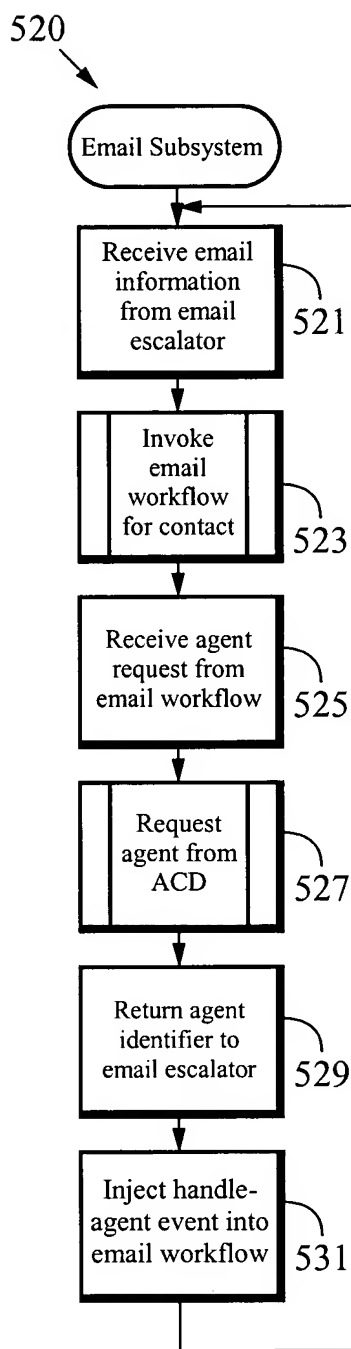 520
Email Subsystem
Receive email
information
from email
escalator
521
Invoke
email
workflow
for contact
523
Receive agent
request from
email workflow
525
Request
agent from
ACD
527
Return agent
identifier to
email escalator
529
Inject handle-
agent event into
email workflow
531